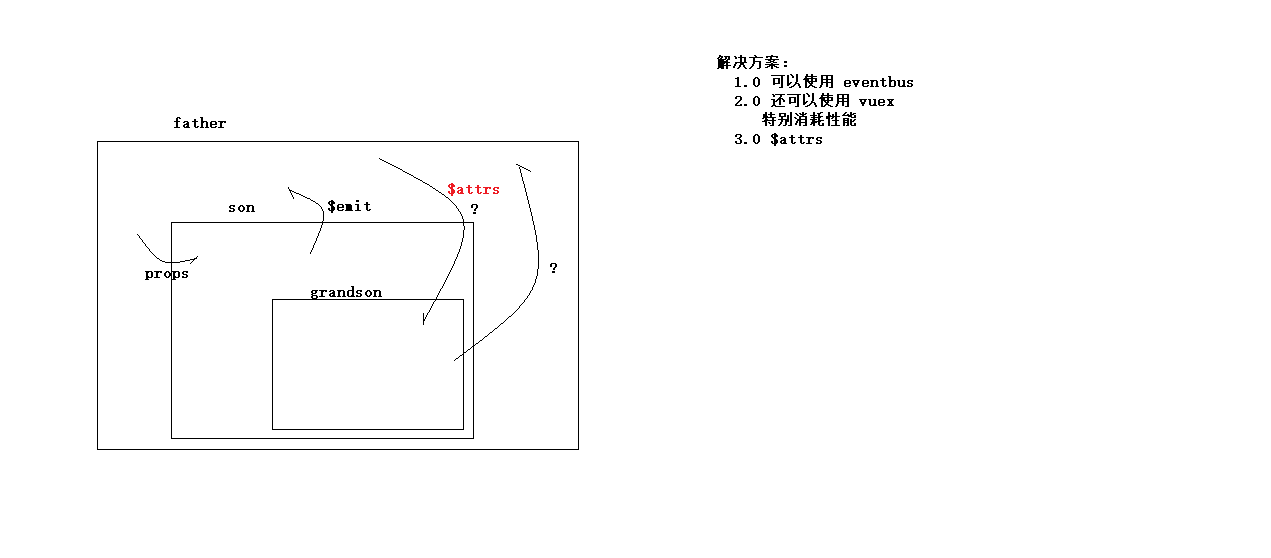 解决方案：
1.0 可以使用 eventbus
2.0 还可以使用 vuex
特别消耗性能
3.0 $attrs
father
$attrs
son
$emit
?
?
props
grandson